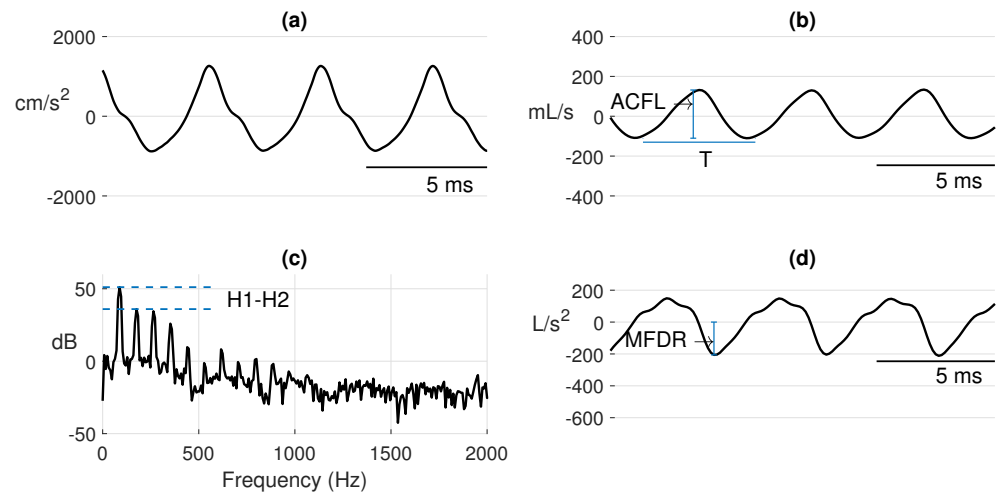 (a)
2000
cm/s2
0
-2000
5 ms
(b)
400
200
mL/s
0
-200
-400
ACFL
T
5 ms
(c)
50
dB
0
-50
H1-H2
0
500
1000
1500
2000
Frequency (Hz)
(d)
200
L/s2
0
-200
-400
-600
MFDR
5 ms